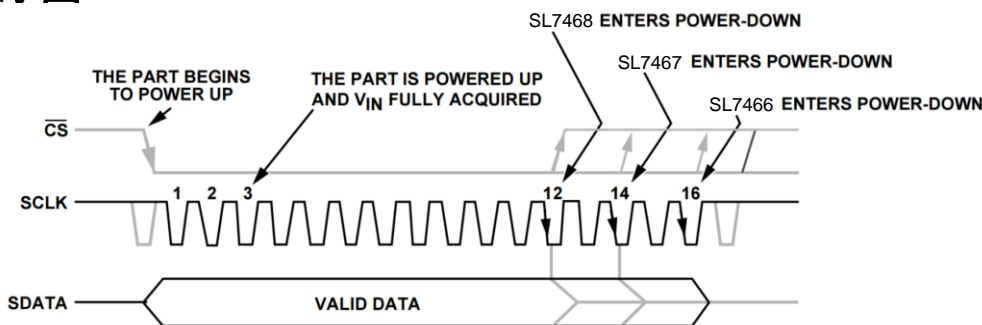 SL7468 ENTERS POWER-DOWN
SL7467 ENTERS POWER-DOWN
SL7466 ENTERS POWER-DOWN
THE PART BEGINS
TO POWER UP
THE PART IS POWERED UP
AND VIN FULLY ACQUIRED
CS
SCLK
1 2 3 12 14 16
SDATA
VALID DATA